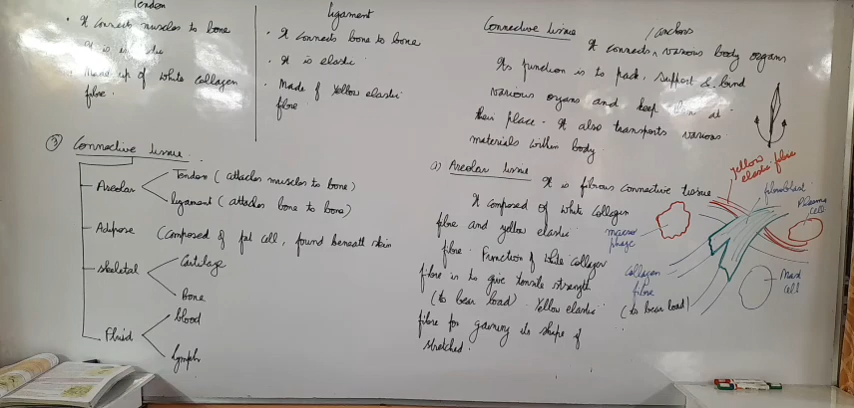 Tendon
• It connects muscles to bone
• It is
• Made up of white collagen
fibre.
Ligament
• It connects bone to bone
• It is elastic
• Made of Yellow elastic
fibre
Connective tissue
/anchors
It connects various body organs
Its function is to pack, support & bind
various organs and keep them at
their place. It also transports various
materials within body.
③ Connective tissue
Areolar
Tendon (attaches muscles to bone)
ligament (attaches bone to bone)
Adipose (composed of fat cell, found beneath skin
Skeletal
Cartilage
Bone
Fluid
blood
lymph
a) Areolar tissue
It is fibrous connective tissue
It composed of white collagen
fibre and yellow elastic
fibre. Function of white collagen
fibre is to give tensile strength
(to bear load). Yellow elastic
fibre for gaining its shape if
stretched.
yellow
elastic fibre
fibroblast
Plasma
cell
macro
phage
Collagen
fibre
(to bear load)
Mast
cell